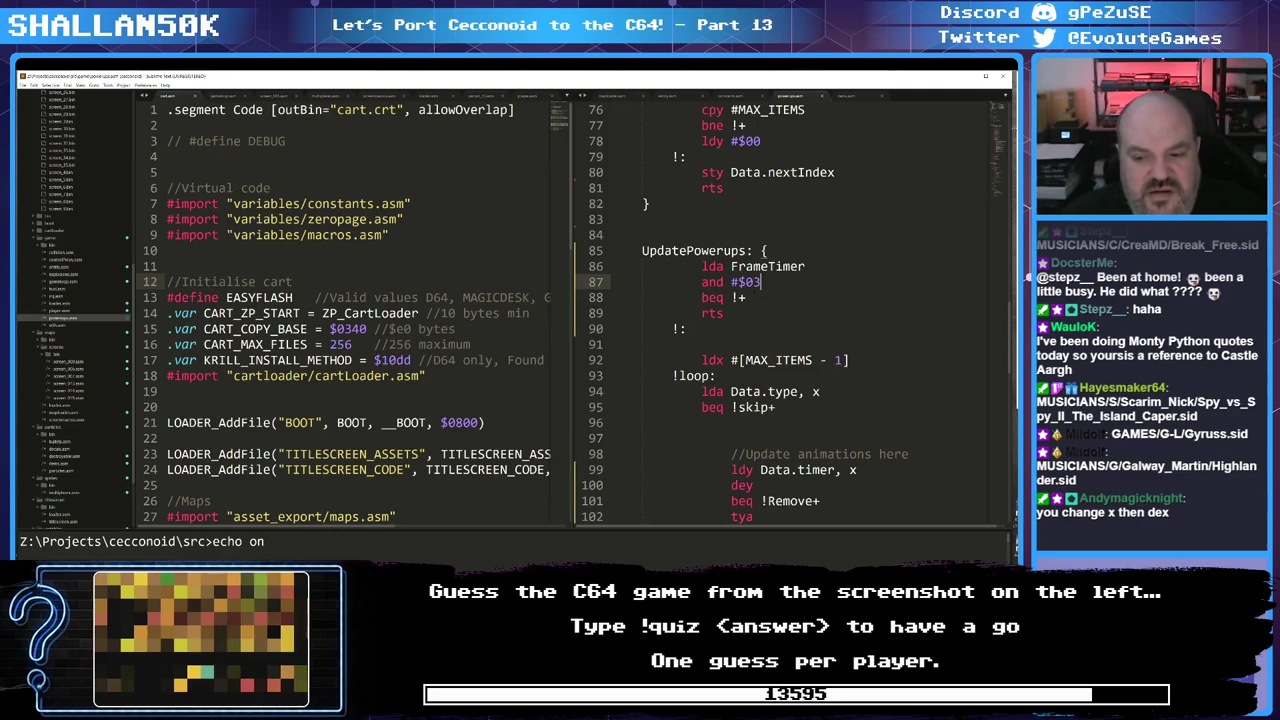 SHALLAN50K
Let's Port Cecconoid to the C64! - Part 13
Discord gPeZuSE
Twitter @EvoluteGames
1 .segment Code [outBin="cart.crt", allowOverlap]
2
3 // #define DEBUG
4
5
6 //Virtual code
7 #import "variables/constants.asm"
8 #import "variables/zeropage.asm"
9 #import "variables/macros.asm"
10
11
12 //Initialise cart
13 #define EASYFLASH //Valid values D64, MAGICDESK, G
14 .var CART_ZP_START = ZP_CartLoader //10 bytes min
15 .var CART_COPY_BASE = $0340 //$e0 bytes
16 .var CART_MAX_FILES = 256 //256 maximum
17 .var KRILL_INSTALL_METHOD = $10dd //D64 only, Found
18 #import "cartloader/cartLoader.asm"
19
20
21 LOADER_AddFile("BOOT", BOOT, __BOOT, $0800)
22
23 LOADER_AddFile("TITLESCREEN_ASSETS", TITLESCREEN_ASS
24 LOADER_AddFile("TITLESCREEN_CODE", TITLESCREEN_CODE,
25
26 //Maps
27 #import "asset_export/maps.asm"
76 cpy #MAX_ITEMS
77 bne !+
78 ldy #$00
79 !:
80 sty Data.nextIndex
81 rts
82 }
83
84
85 UpdatePowerups: {
86 lda FrameTimer
87 and #$03
88 beq !+
89 rts
90 !:
91
92 ldx #[MAX_ITEMS - 1]
93 !loop:
94 lda Data.type, x
95 beq !skip+
96
97
98 //Update animations here
99 ldy Data.timer, x
100 dey
101 beq !Remove+
102 tya
Z:\Projects\cecconoid\src>echo on
Stepz__:
MUSICIANS/C/CreaMD/Break_Free.sid
DocsterMe:
@stepz__ Been at home! been a
little busy. He did what ????
Stepz__: haha
WauloK:
I've been doing Monty Python quotes
today so yoursis a reference to Castle
Aargh
Hayesmaker64:
MUSICIANS/S/Scarim_Nick/Spy_vs_S
py_II_The_Island_Caper.sid
Mildolf: GAMES/G-L/Gyruss.sid
Mildolf:
MUSICIANS/G/Galway_Martin/Highlan
der.sid
Andymagicknight:
you change x then dex
Guess the C64 game from the screenshot on the left...
Type !quiz <answer> to have a go
One guess per player.
13595